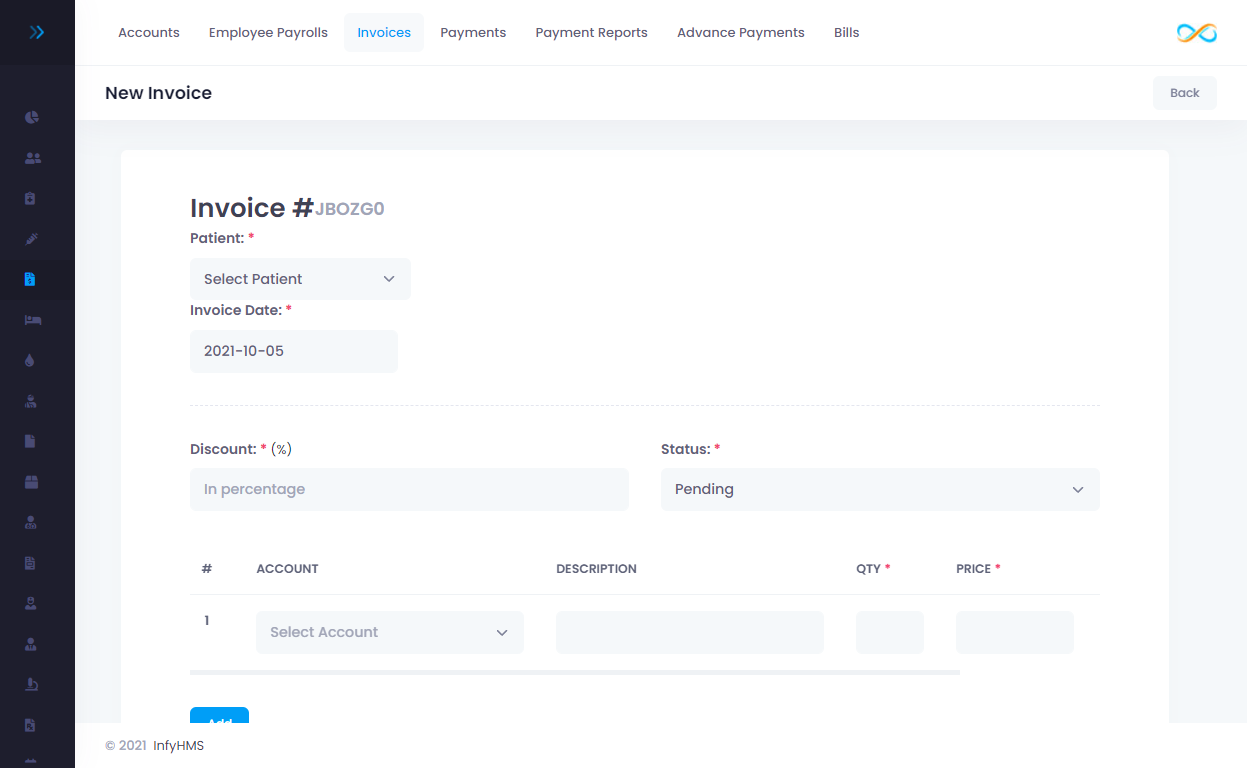 Accounts Employee Payrolls Invoices Payments Payment Reports Advance Payments Bills
New Invoice Back
Invoice #JBOZG0
Patient: *
Select Patient
Invoice Date: *
2021-10-05
Discount: * (%) Status: *
In percentage Pending
# ACCOUNT DESCRIPTION QTY * PRICE *
1 Select Account
Add
© 2021 InfyHMS